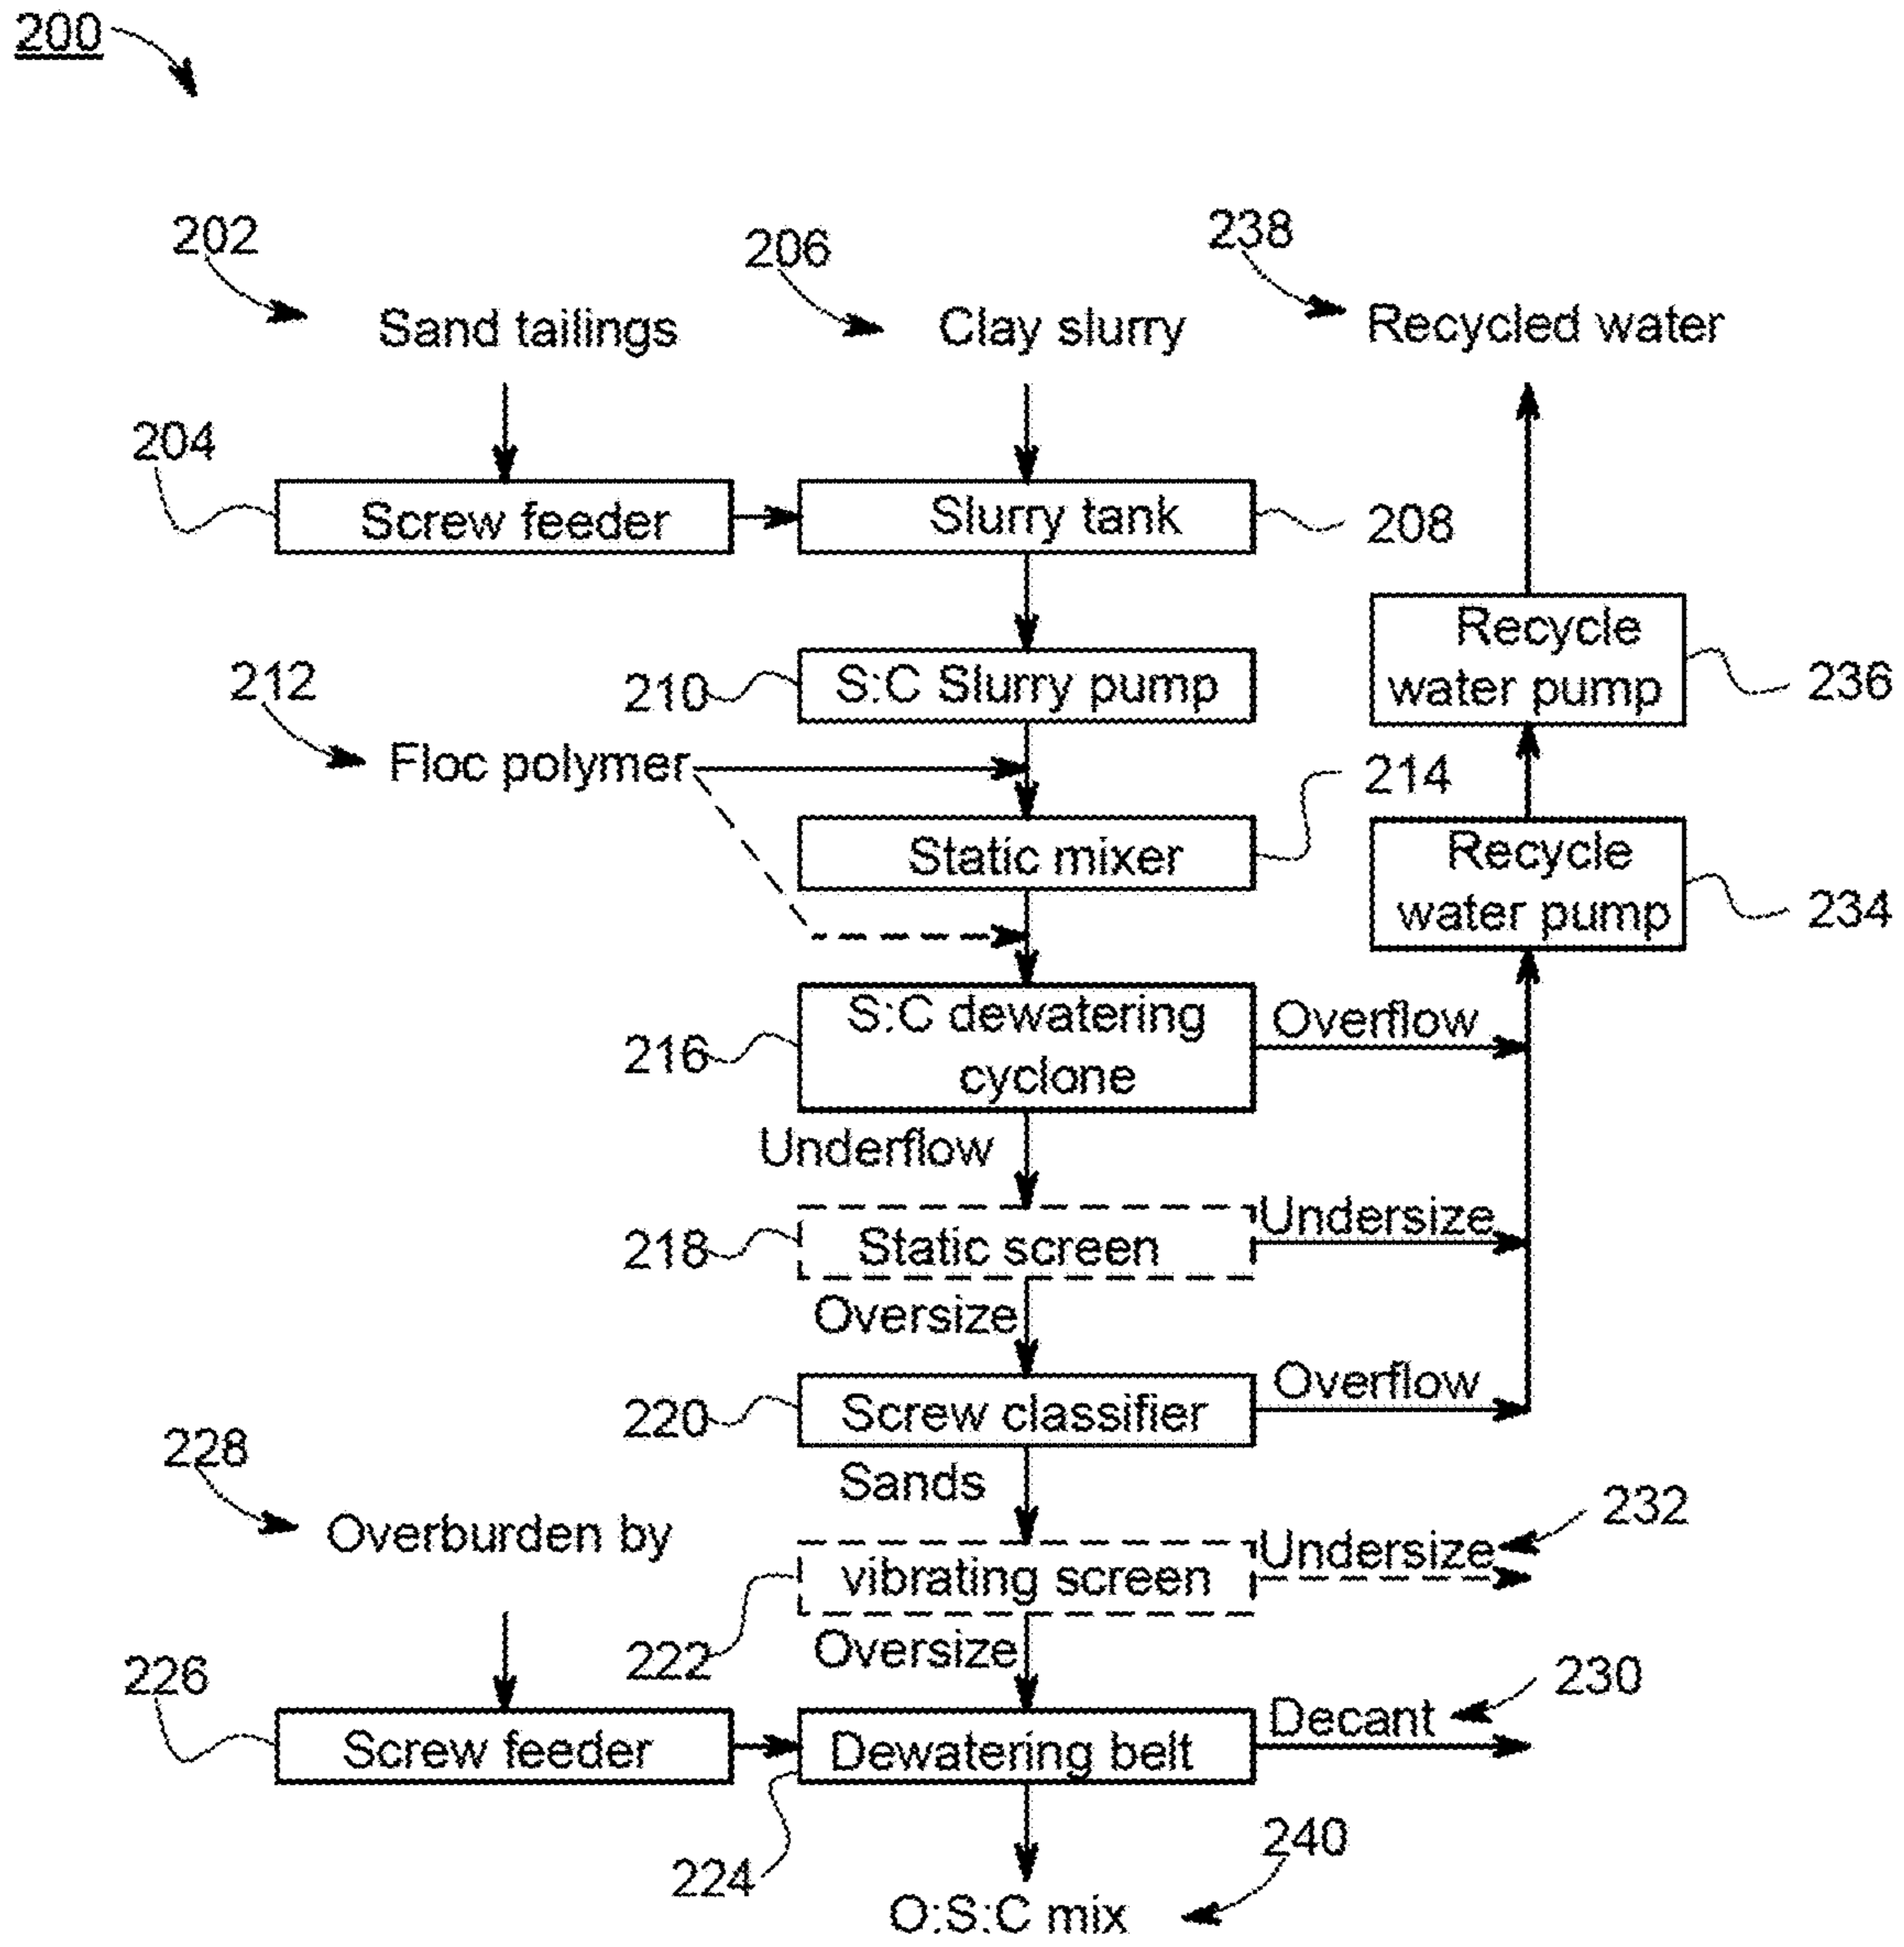 200
202
206
238
Sand tailings
Clay slurry
Recycled water
204
Screw feeder
Slurry tank
208
Recycle
water pump
236
212
210
S:C Slurry pump
Floc polymer
214
Static mixer
Recycle
water pump
234
216
S:C dewatering
cyclone
Overflow
Underflow
218
Static screen
Undersize
Oversize
220
Screw classifier
Overflow
228
Sands
Overburden by
232
Undersize
vibrating screen
222
Oversize
226
230
Decant
Screw feeder
Dewatering belt
224
240
O:S:C mix